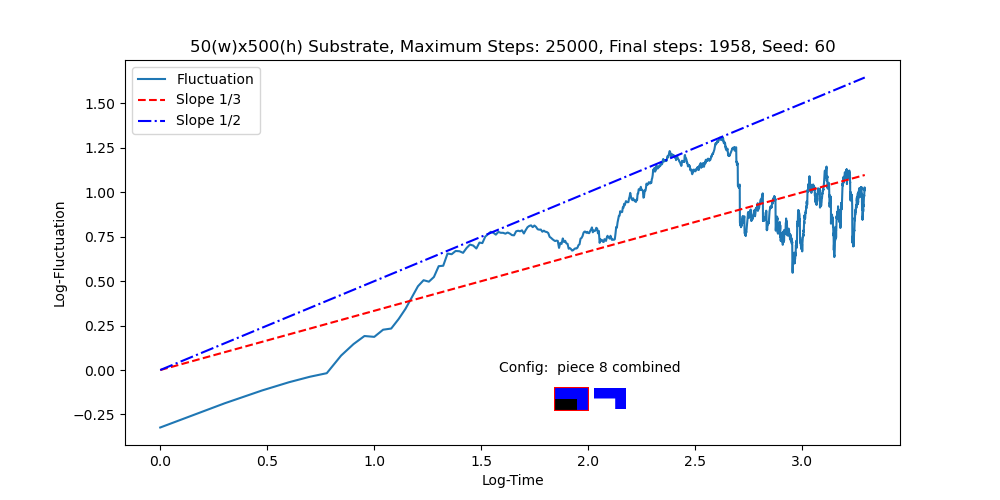 50(w)x500(h) Substrate, Maximum Steps: 25000, Final steps: 1958, Seed: 60
Fluctuation
Slope 1/3
Slope 1/2
1.50
1.25
1.00
0.75
0.50
0.25
0.00
−0.25
Log-Fluctuation
Config:  piece 8 combined
0.0 0.5 1.0 1.5 2.0 2.5 3.0
Log-Time